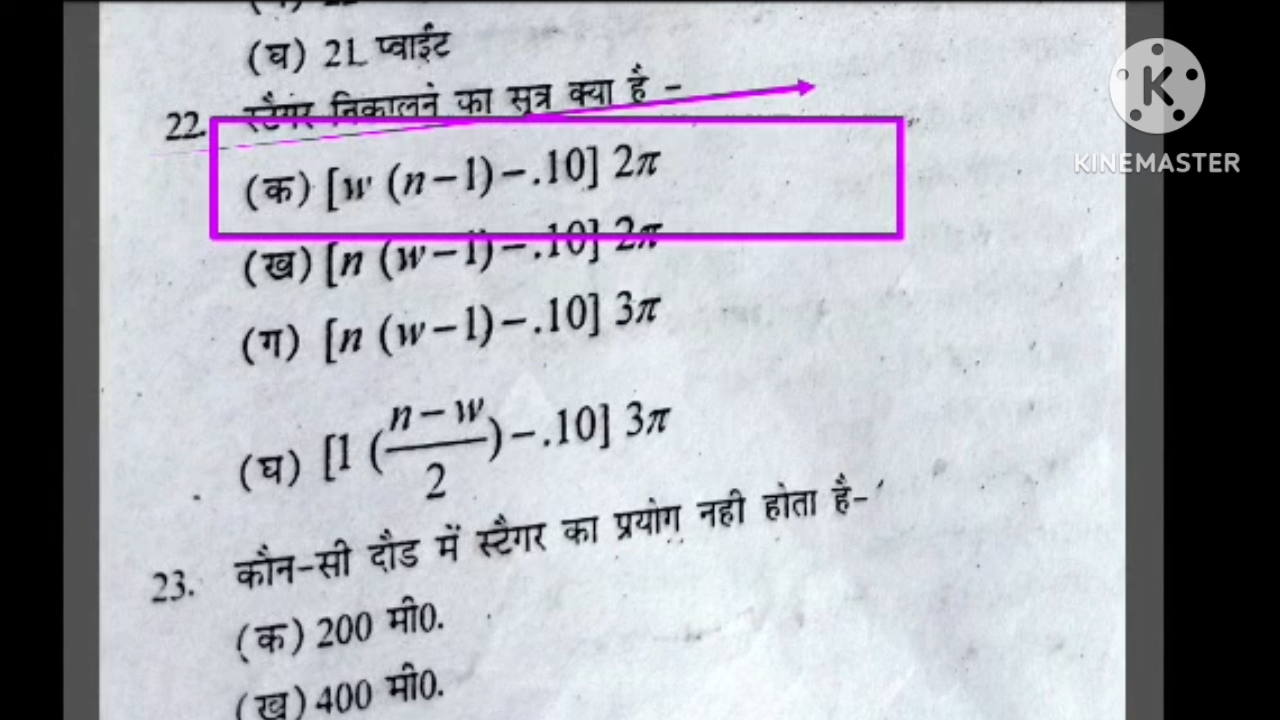 (घ) 2L प्वाईंट
22. स्टैगर निकालने का सूत्र क्या है -
(क) [w (n-1)-.10] 2π
(ख) [n (w-1)-.10] 2π
(ग) [n (w-1)-.10] 3π
(घ) [1 (n-w/2)-.10] 3π
23. कौन-सी दौड में स्टैगर का प्रयोग नही होता है-
(क) 200 मी0.
(ख) 400 मी0.
K
KINEMASTER